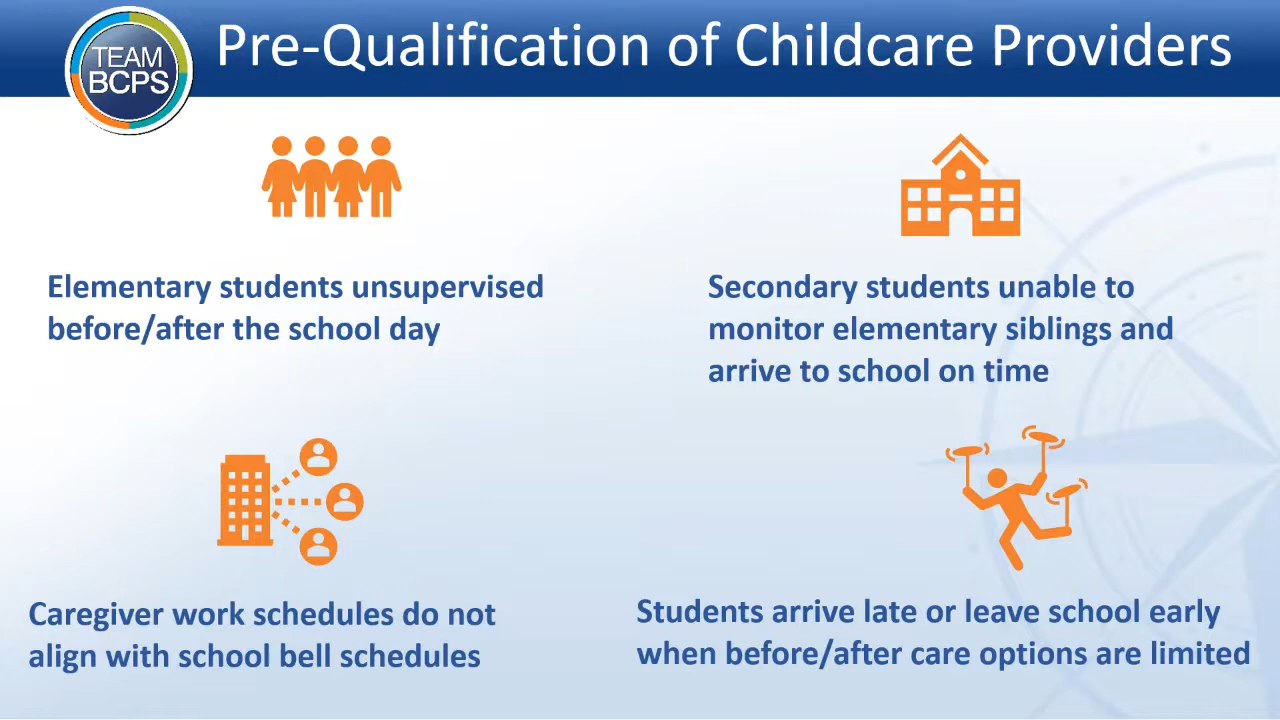 TEAM
BCPS
Pre-Qualification of Childcare Providers
Elementary students unsupervised
before/after the school day
Secondary students unable to
monitor elementary siblings and
arrive to school on time
Caregiver work schedules do not
align with school bell schedules
Students arrive late or leave school early
when before/after care options are limited